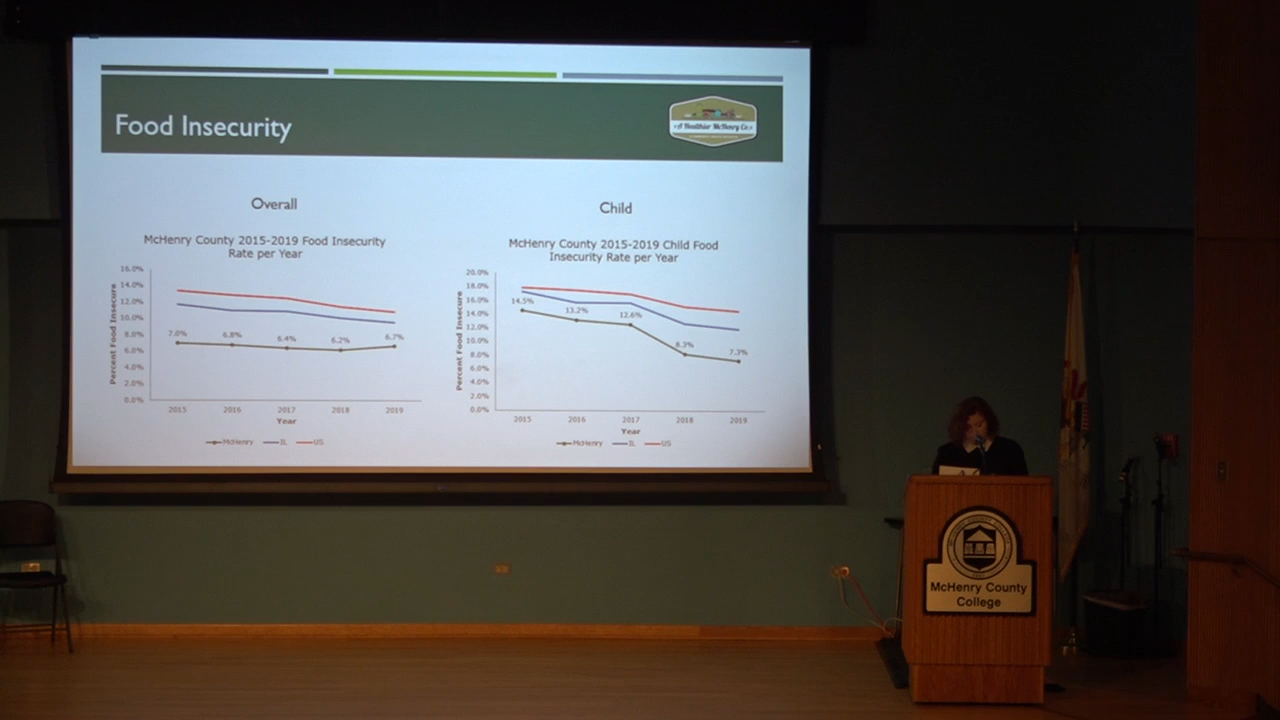 Food Insecurity
A Healthier McHenry Co
Overall
Child
McHenry County 2015-2019 Food Insecurity
Rate per Year
16.0%
14.0%
12.0%
10.0%
8.0%
6.0%
4.0%
2.0%
0.0%
Percent Food Insecure
7.0%
6.8%
6.4%
6.2%
6.7%
2015
2016
2017
2018
2019
Year
McHenry
IL
US
McHenry County 2015-2019 Child Food
Insecurity Rate per Year
20.0%
18.0%
16.0%
14.0%
12.0%
10.0%
8.0%
6.0%
4.0%
2.0%
0.0%
Percent Food Insecure
14.5%
13.2%
12.6%
8.3%
7.3%
2015
2016
2017
2018
2019
Year
McHenry
IL
US
McHenry County
College